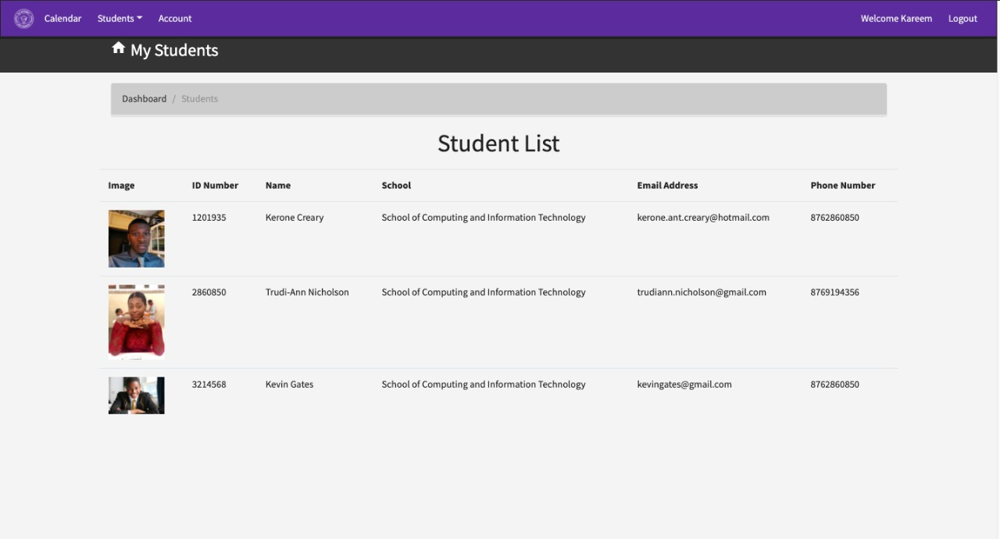 Calendar Students Account Welcome Kareem Logout
My Students
Dashboard / Students
Student List
Image ID Number Name School Email Address Phone Number
1201935 Kerone Creary School of Computing and Information Technology kerone.ant.creary@hotmail.com 8762860850
2860850 Trudi-Ann Nicholson School of Computing and Information Technology trudiann.nicholson@gmail.com 8769194356
3214568 Kevin Gates School of Computing and Information Technology kevingates@gmail.com 8762860850